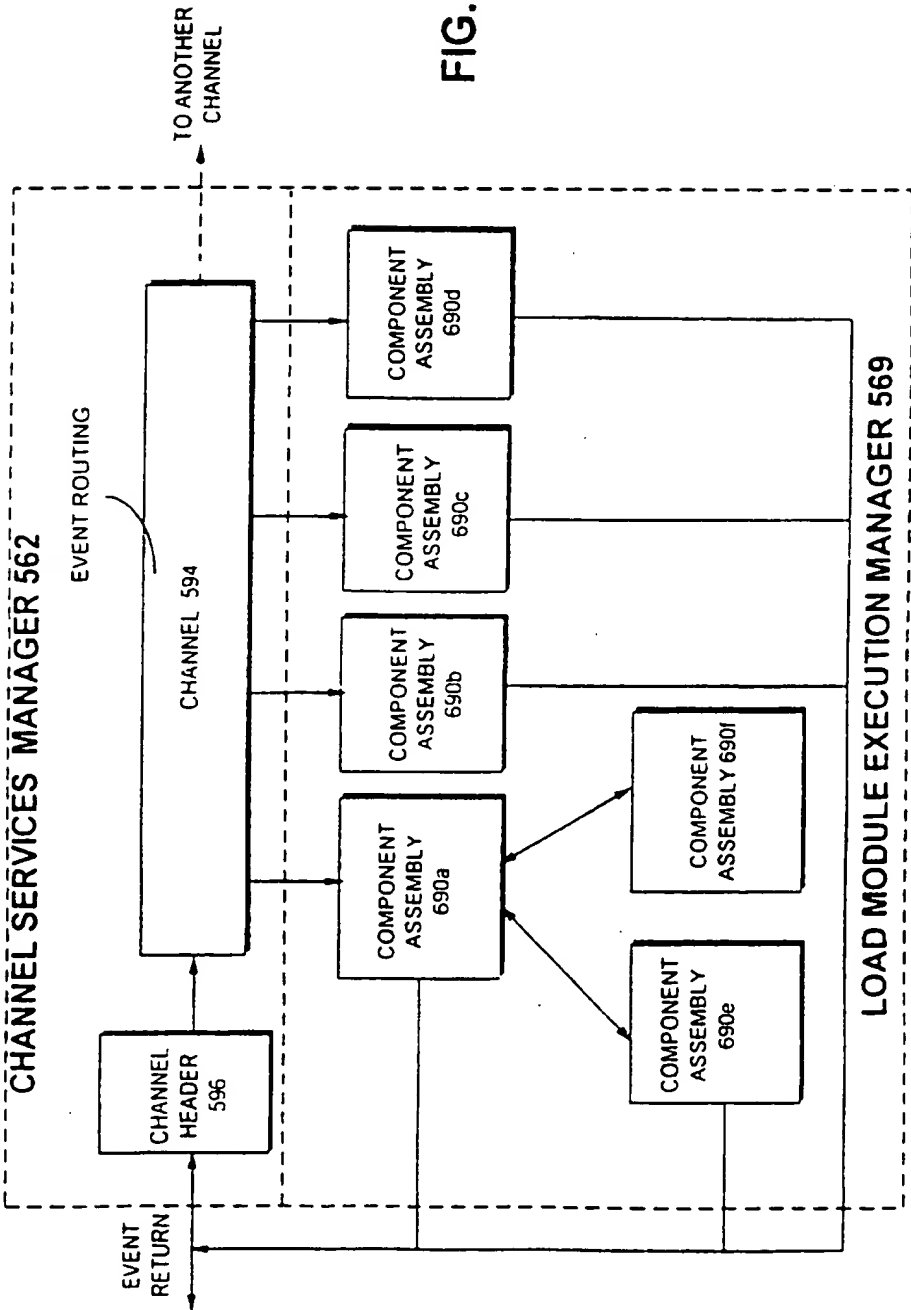 CHANNEL SERVICES MANAGER 562
EVENT ROUTING
TO ANOTHER
CHANNEL
CHANNEL 594
CHANNEL
HEADER
596
EVENT
RETURN
COMPONENT
ASSEMBLY
690a
COMPONENT
ASSEMBLY
690b
COMPONENT
ASSEMBLY
690c
COMPONENT
ASSEMBLY
690d
COMPONENT
ASSEMBLY
690e
COMPONENT
ASSEMBLY 690f
LOAD MODULE EXECUTION MANAGER 569
FIG.